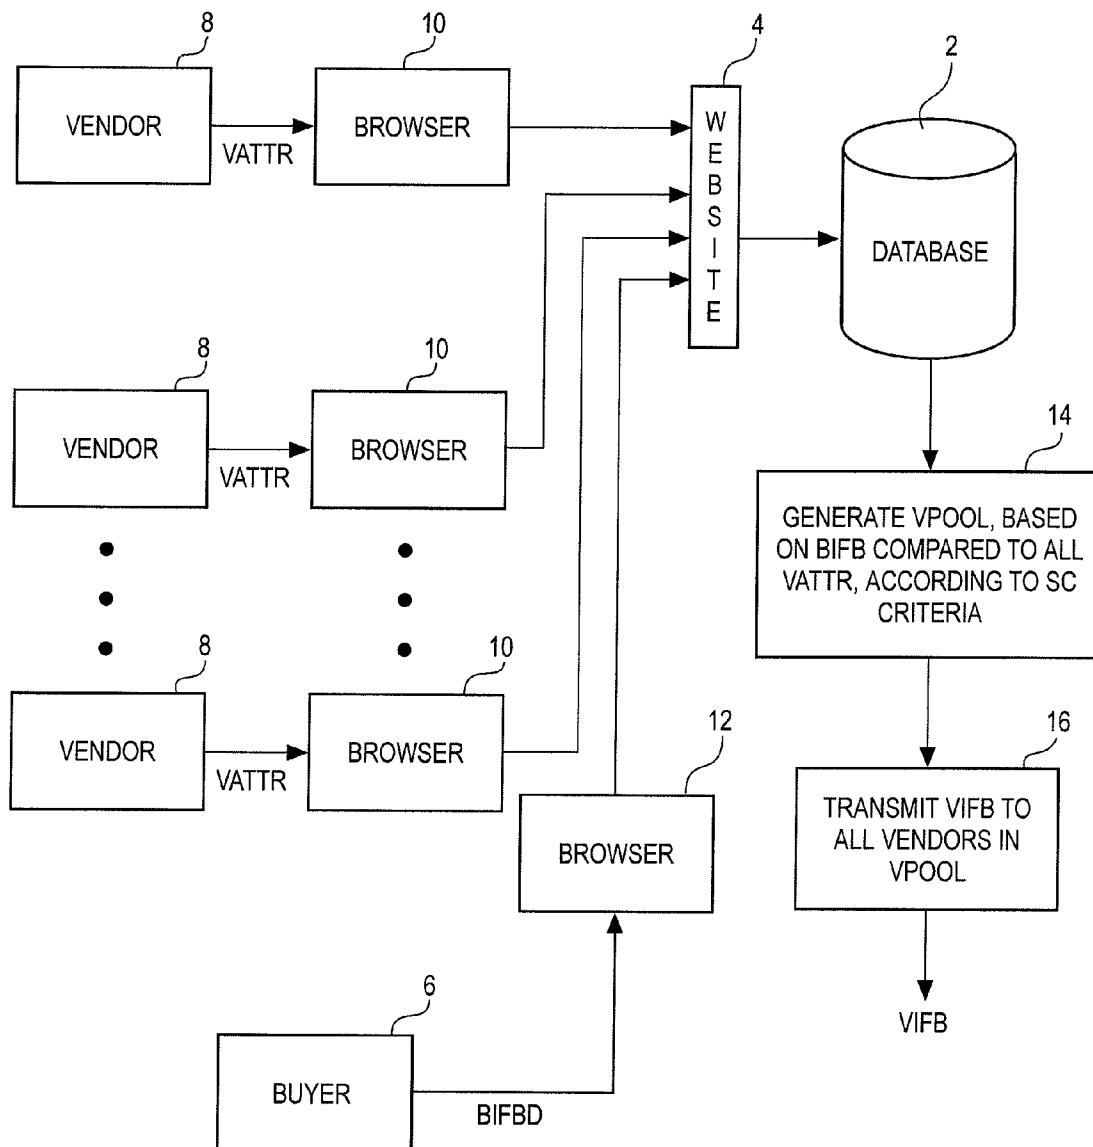 8
10
4
2
VENDOR
VATTR
BROWSER
WEBSITE
DATABASE
8
10
VENDOR
VATTR
BROWSER
14
GENERATE VPOOL, BASED
ON BIFB COMPARED TO ALL
VATTR, ACCORDING TO SC
CRITERIA
8
10
VENDOR
VATTR
BROWSER
12
BROWSER
16
TRANSMIT VIFB TO
ALL VENDORS IN
VPOOL
VIFB
6
BUYER
BIFBD